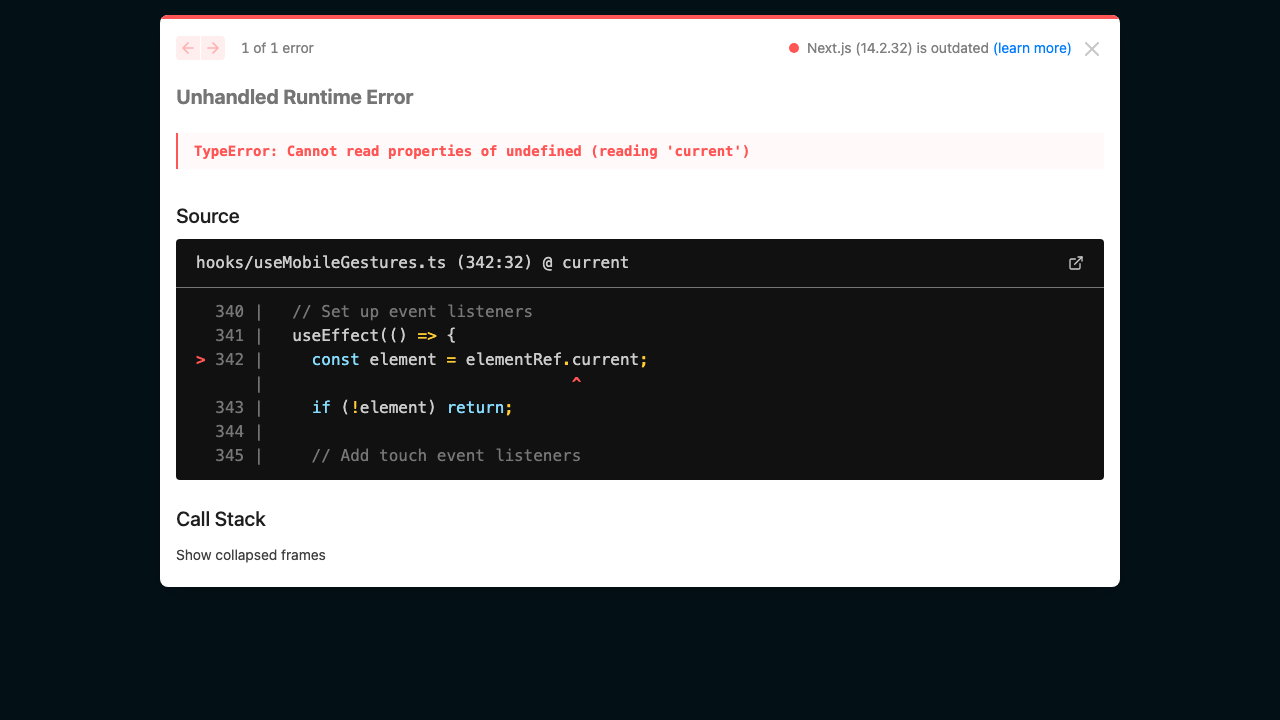 1 of 1 error
Next.js (14.2.32) is outdated (learn more)
Unhandled Runtime Error
TypeError: Cannot read properties of undefined (reading 'current')
Source
hooks/useMobileGestures.ts (342:32) @ current
340 |   // Set up event listeners
341 |   useEffect(() => {
> 342 |     const element = elementRef.current;
|                                ^
343 |     if (!element) return;
344 |
345 |     // Add touch event listeners
Call Stack
Show collapsed frames